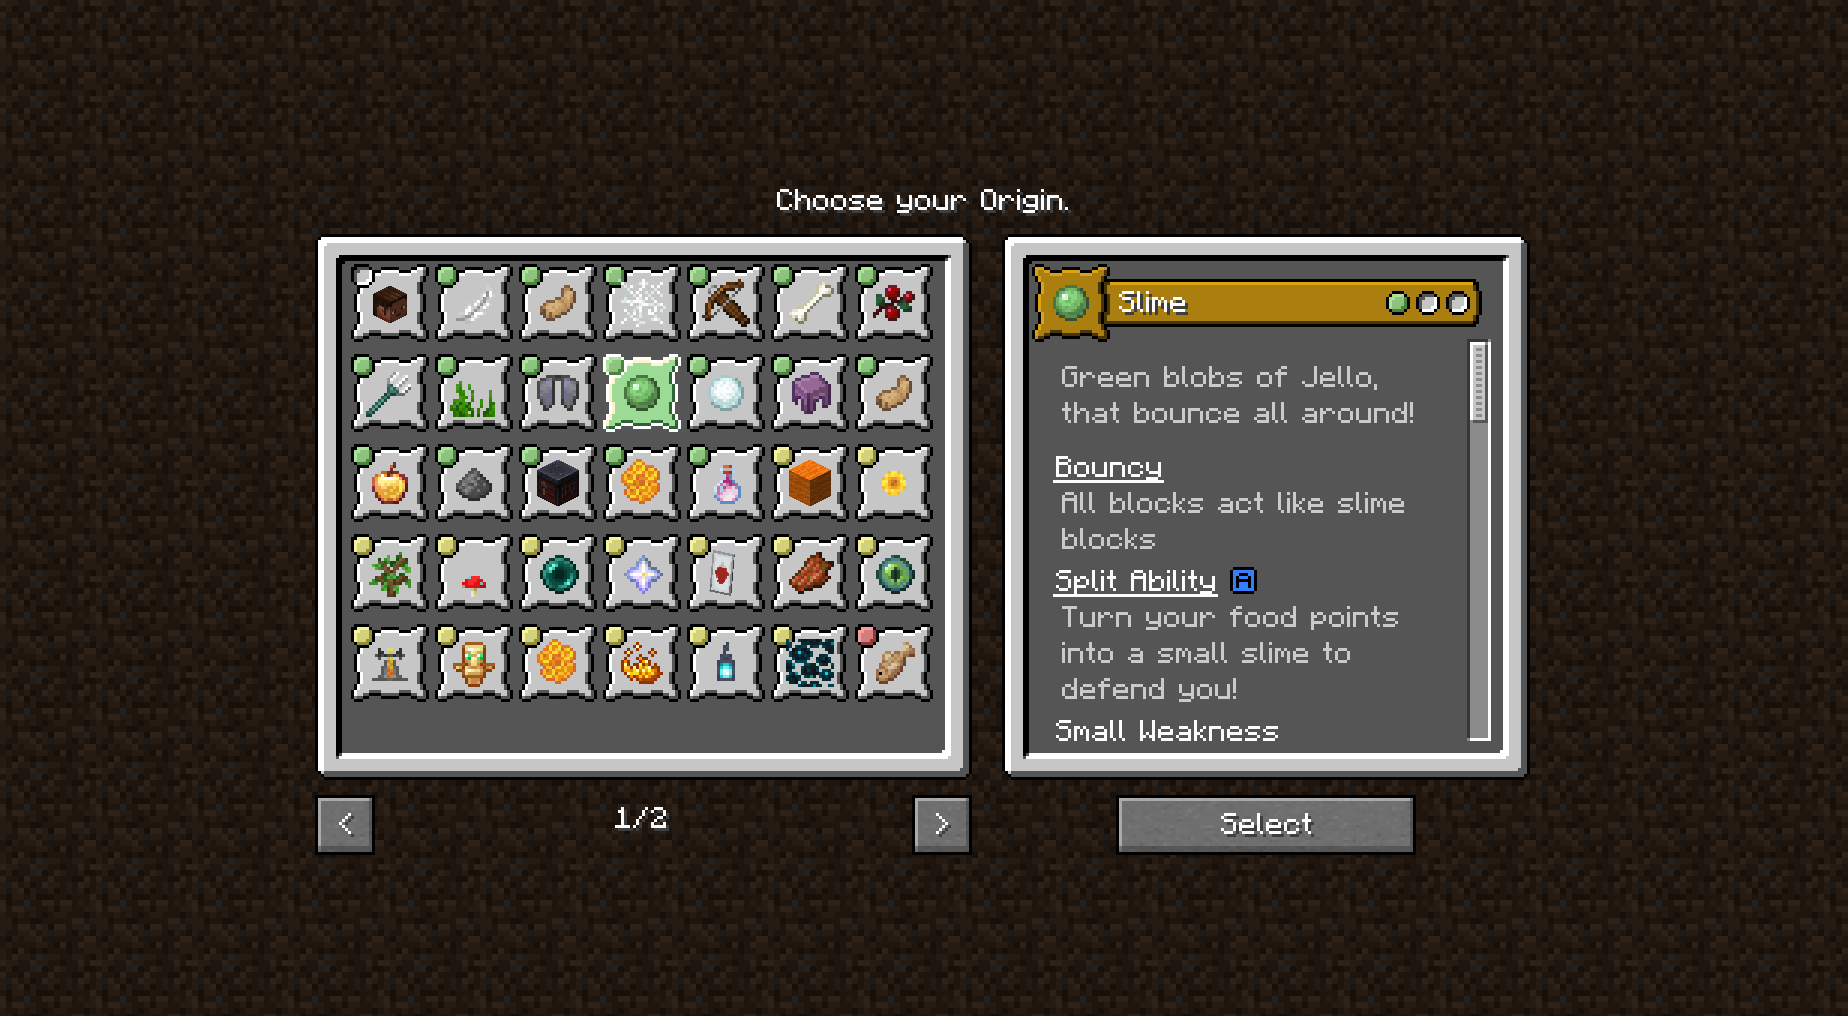 Choose your Origin.
Slime
Green blobs of Jello,
that bounce all around!
Bouncy
All blocks act like slime
blocks
Split Ability A
Turn your food points
into a small slime to
defend you!
Small Weakness
<
1/2
>
Select